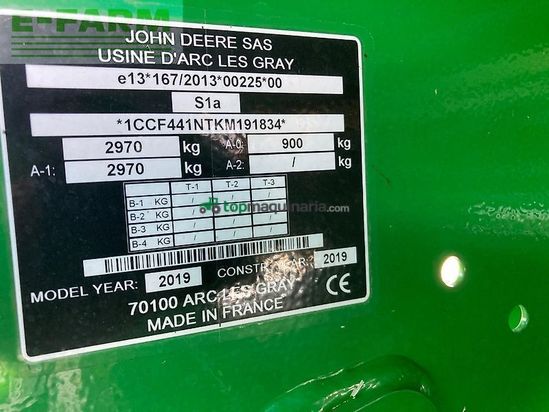 E-FARM
JOHN DEERE SAS
USINE D'ARC LES GRAY
e13*167/2013*00225*00
S1a
*1CCF441NTKM191834*
2970 kg A-0: 900 kg
A-1: 2970 kg A-2: / kg
T-1 T-2 T-3
B-1 KG / / /
B-2 KG / / /
B-3 KG / / /
B-4 KG / / /
topmaquinaria.com
MODEL YEAR: 2019 CONSTR.YEAR: 2019
70100 ARC LES GRAY
MADE IN FRANCE CE